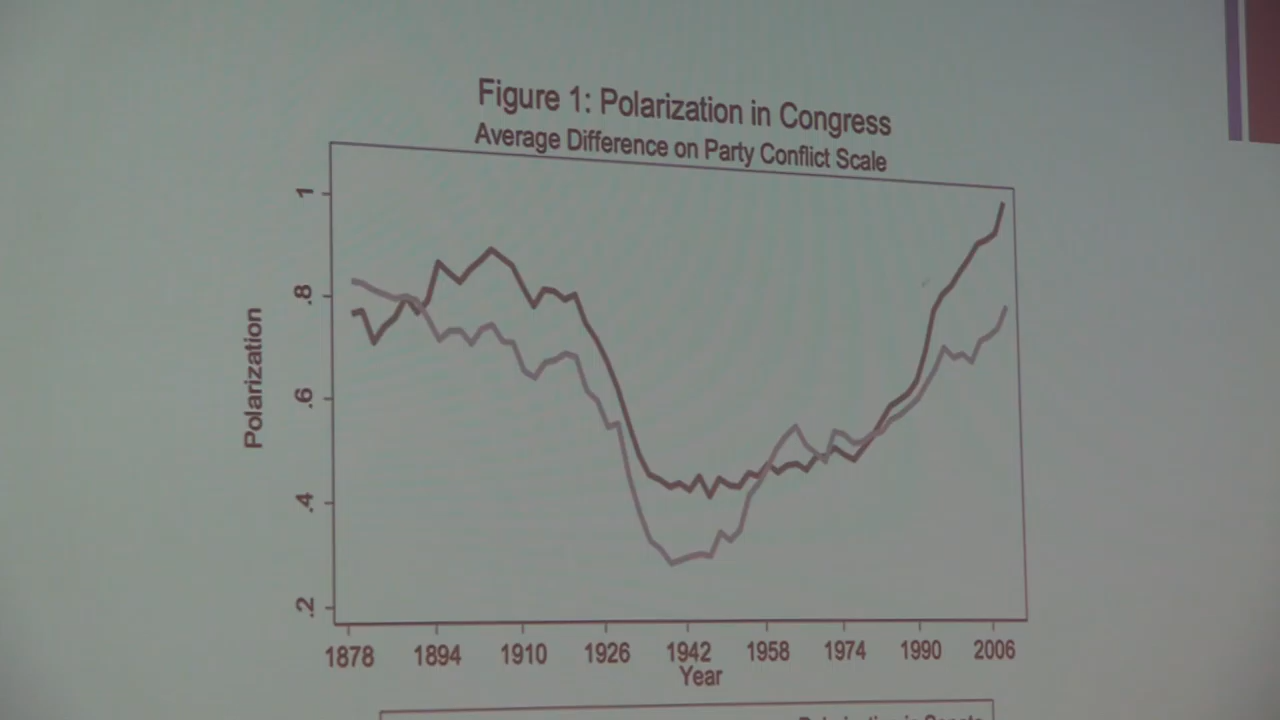 Figure 1: Polarization in Congress
Average Difference on Party Conflict Scale
Polarization
1
.8
.6
.4
.2
1878 1894 1910 1926 1942 1958 1974 1990 2006
Year